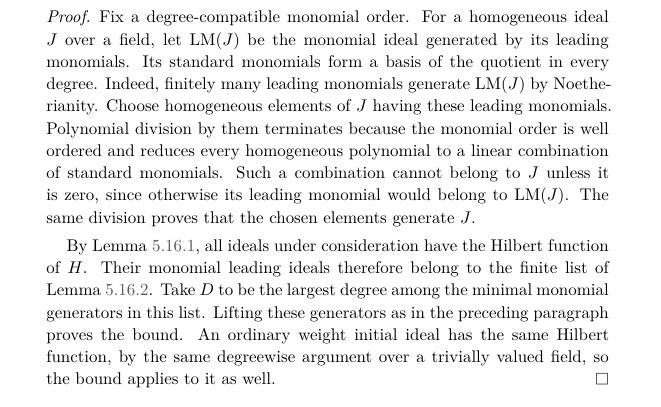 Proof. Fix a degree-compatible monomial order. For a homogeneous ideal
J over a field, let LM(J) be the monomial ideal generated by its leading
monomials. Its standard monomials form a basis of the quotient in every
degree. Indeed, finitely many leading monomials generate LM(J) by Noethe-
rianity. Choose homogeneous elements of J having these leading monomials.
Polynomial division by them terminates because the monomial order is well
ordered and reduces every homogeneous polynomial to a linear combination
of standard monomials. Such a combination cannot belong to J unless it
is zero, since otherwise its leading monomial would belong to LM(J). The
same division proves that the chosen elements generate J.
By Lemma 5.16.1, all ideals under consideration have the Hilbert function
of H. Their monomial leading ideals therefore belong to the finite list of
Lemma 5.16.2. Take D to be the largest degree among the minimal monomial
generators in this list. Lifting these generators as in the preceding paragraph
proves the bound. An ordinary weight initial ideal has the same Hilbert
function, by the same degreewise argument over a trivially valued field, so
the bound applies to it as well. □